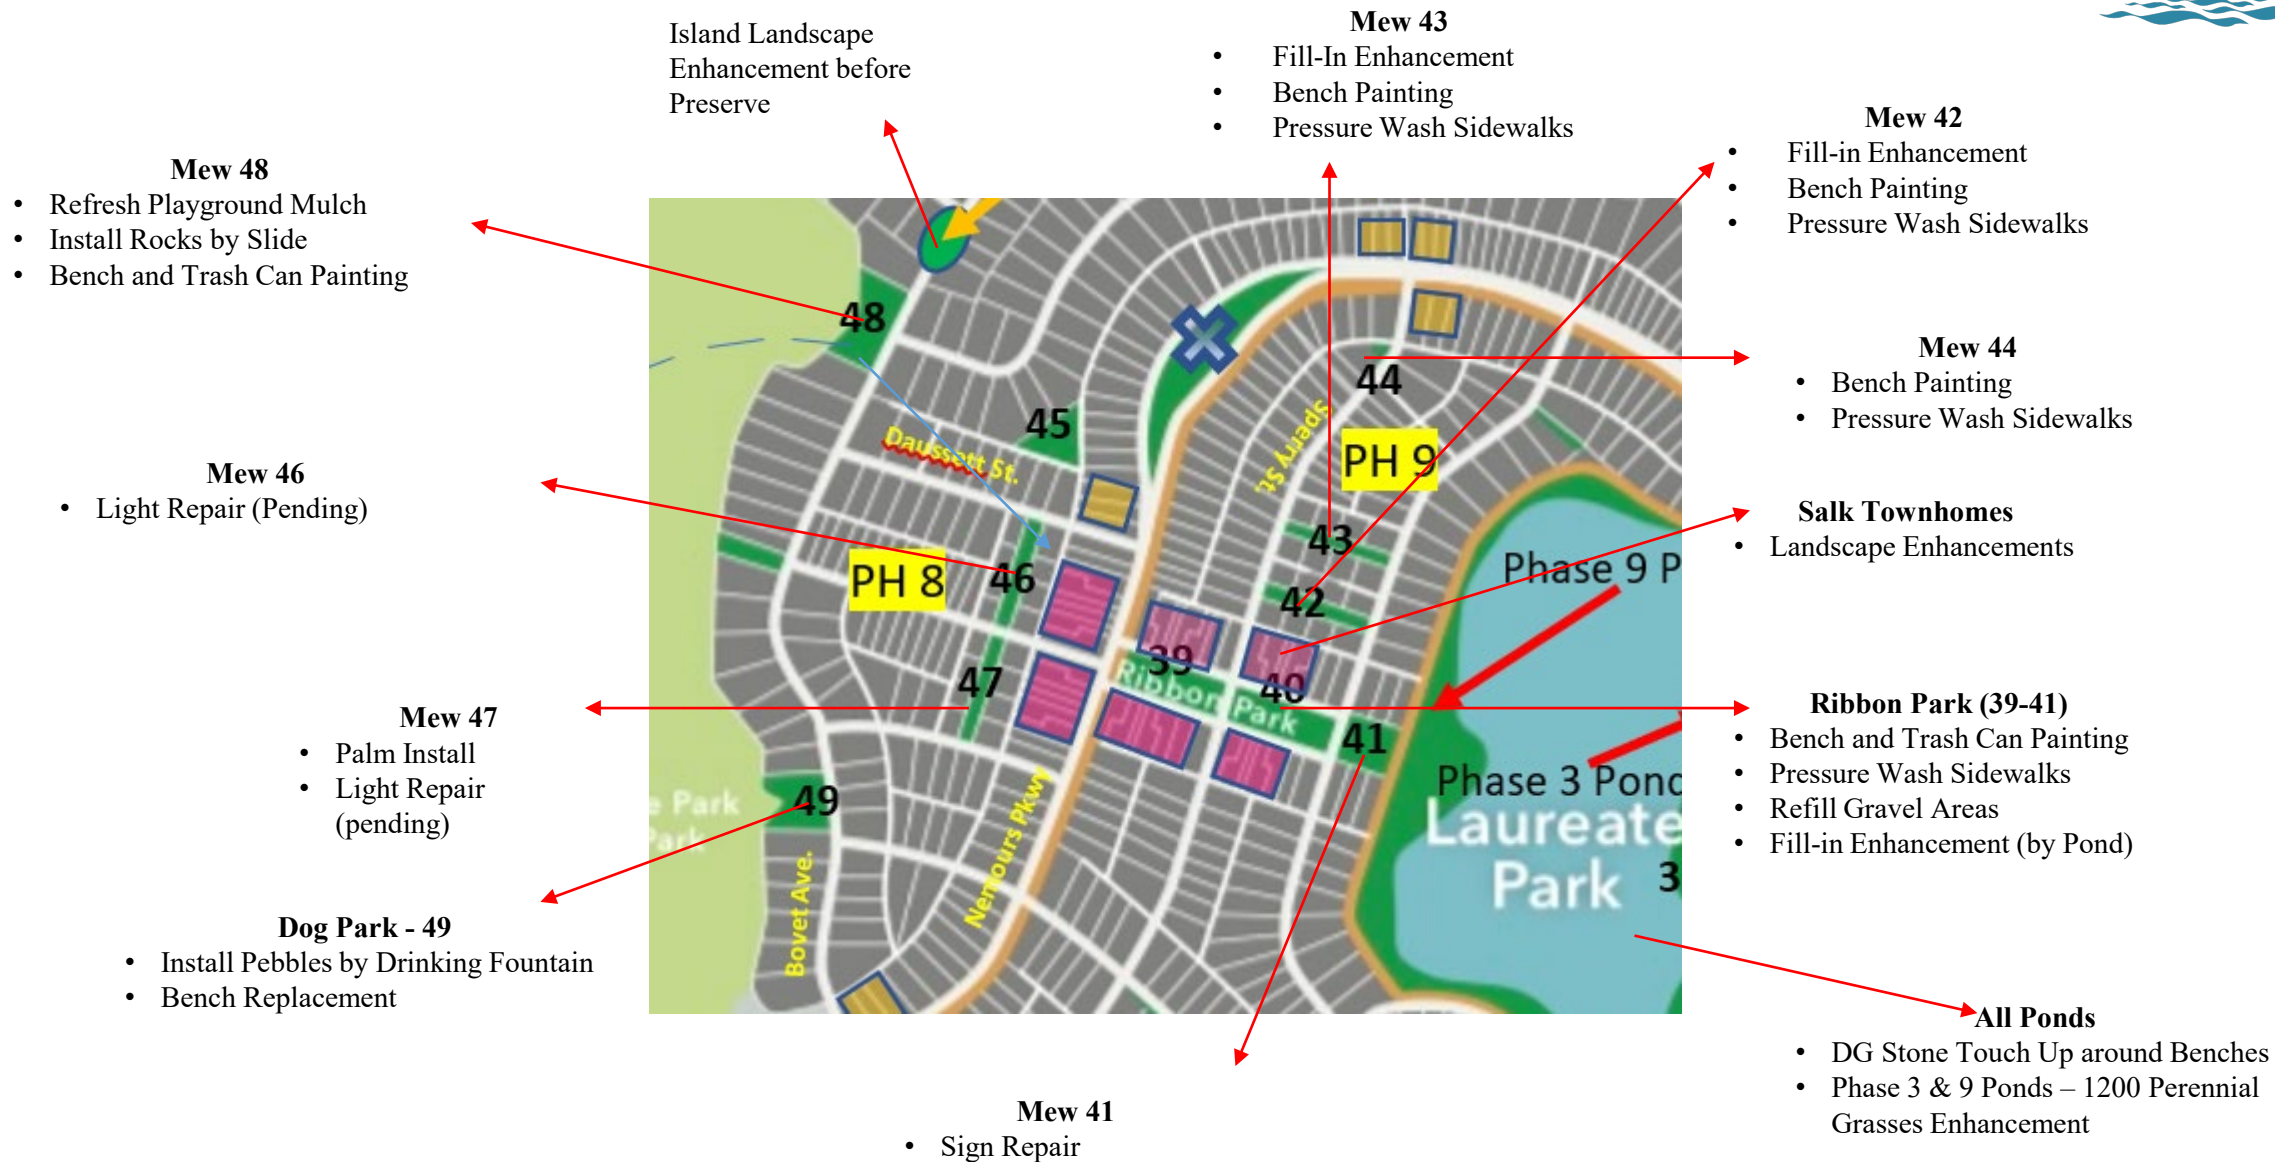 Island Landscape
Enhancement before
Preserve
Mew 43
• Fill-In Enhancement
• Bench Painting
• Pressure Wash Sidewalks
Mew 42
• Fill-in Enhancement
• Bench Painting
• Pressure Wash Sidewalks
Mew 48
• Refresh Playground Mulch
• Install Rocks by Slide
• Bench and Trash Can Painting
Mew 44
• Bench Painting
• Pressure Wash Sidewalks
Mew 46
• Light Repair (Pending)
Salk Townhomes
• Landscape Enhancements
Mew 47
• Palm Install
• Light Repair
(pending)
Ribbon Park (39-41)
• Bench and Trash Can Painting
• Pressure Wash Sidewalks
• Refill Gravel Areas
• Fill-in Enhancement (by Pond)
Dog Park - 49
• Install Pebbles by Drinking Fountain
• Bench Replacement
All Ponds
• DG Stone Touch Up around Benches
• Phase 3 & 9 Ponds – 1200 Perennial
Grasses Enhancement
Mew 41
• Sign Repair
48
44
45
Daussett St.
Sperry St.
PH 9
43
Phase 9 P
46
PH 8
42
39
47
40
Ribbon Park
41
Phase 3 Pond
49
e Park
Park
Laureate
Park
3
Nemours Pkwy
Bovet Ave.